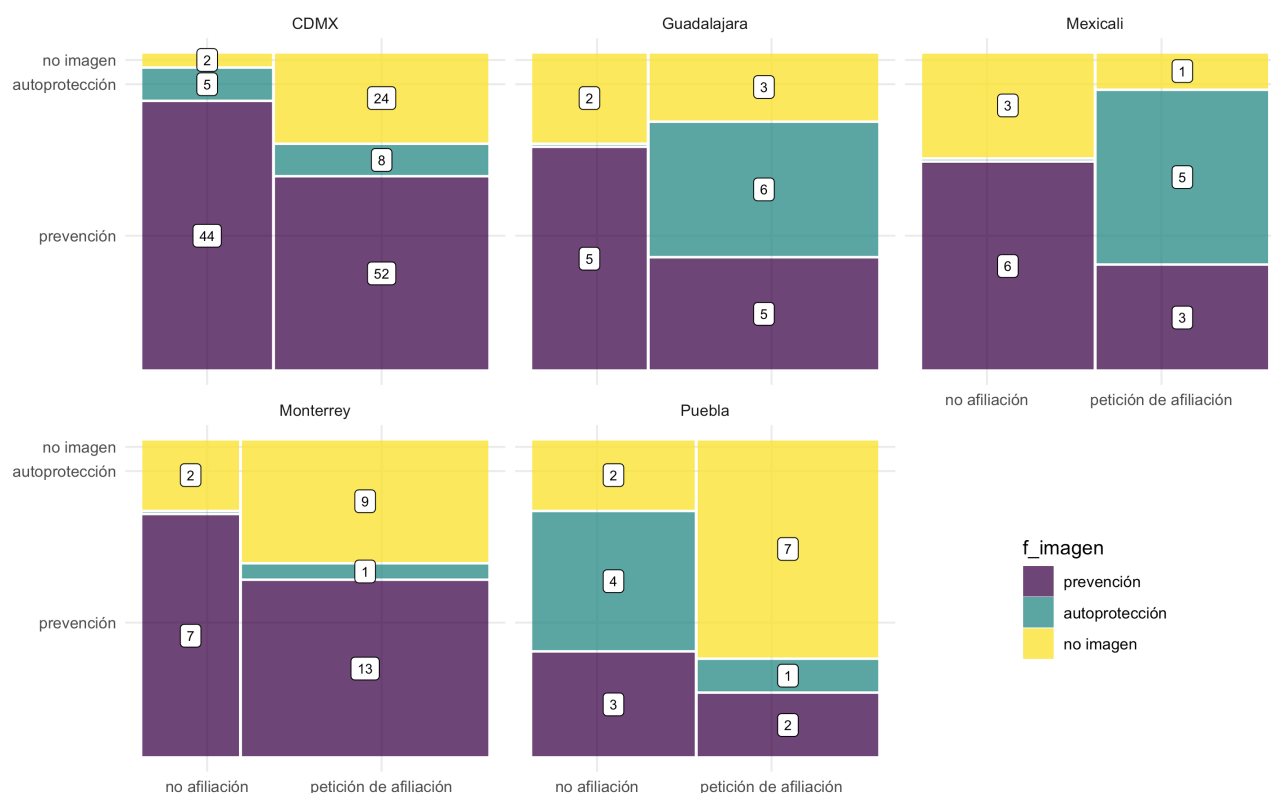 CDMX
Guadalajara
Mexicali
no imagen
autoprotección
prevención
2
5
44
24
8
52
2
5
3
6
5
3
6
1
5
3
no afiliación
petición de afiliación
Monterrey
Puebla
no imagen
autoprotección
prevención
2
7
9
1
13
2
4
3
7
1
2
no afiliación
petición de afiliación
no afiliación
petición de afiliación
f_imagen
prevención
autoprotección
no imagen